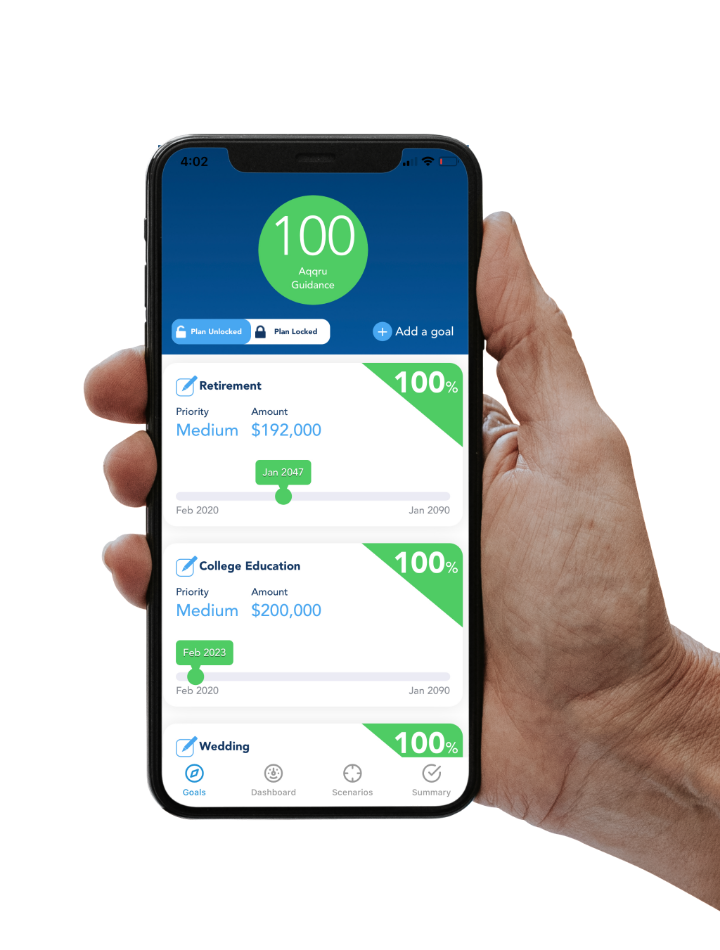 4:02
100
Aqqru
Guidance
Plan Unlocked
Plan Locked
Add a goal
Retirement
100%
Priority
Amount
Medium
$192,000
Jan 2047
Feb 2020
Jan 2090
College Education
100%
Priority
Amount
Medium
$200,000
Feb 2023
Feb 2020
Jan 2090
Wedding
100%
Goals
Dashboard
Scenarios
Summary